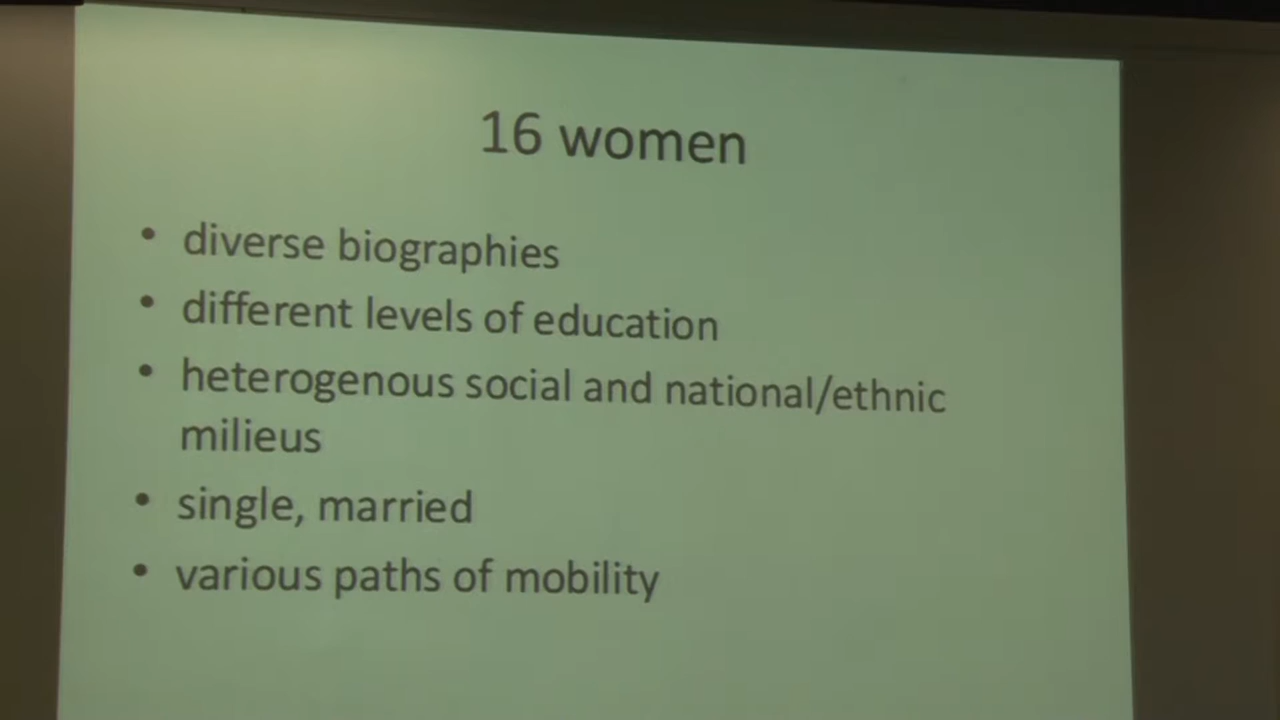 16 women
• diverse biographies
• different levels of education
• heterogenous social and national/ethnic
milieus
• single, married
• various paths of mobility